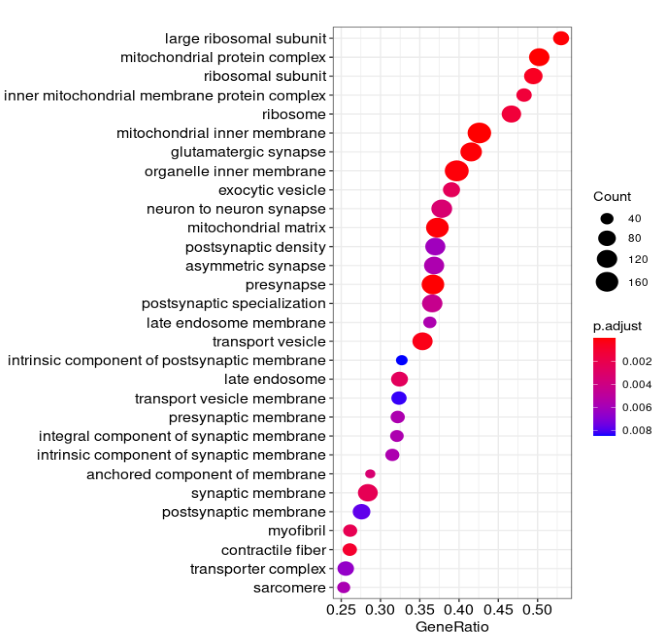 large ribosomal subunit
mitochondrial protein complex
ribosomal subunit
inner mitochondrial membrane protein complex
ribosome
mitochondrial inner membrane
glutamatergic synapse
organelle inner membrane
exocytic vesicle
neuron to neuron synapse
mitochondrial matrix
postsynaptic density
asymmetric synapse
presynapse
postsynaptic specialization
late endosome membrane
transport vesicle
intrinsic component of postsynaptic membrane
late endosome
transport vesicle membrane
presynaptic membrane
integral component of synaptic membrane
intrinsic component of synaptic membrane
anchored component of membrane
synaptic membrane
postsynaptic membrane
myofibril
contractile fiber
transporter complex
sarcomere
0.25 0.30 0.35 0.40 0.45 0.50
GeneRatio
Count
40
80
120
160
p.adjust
0.002
0.004
0.006
0.008